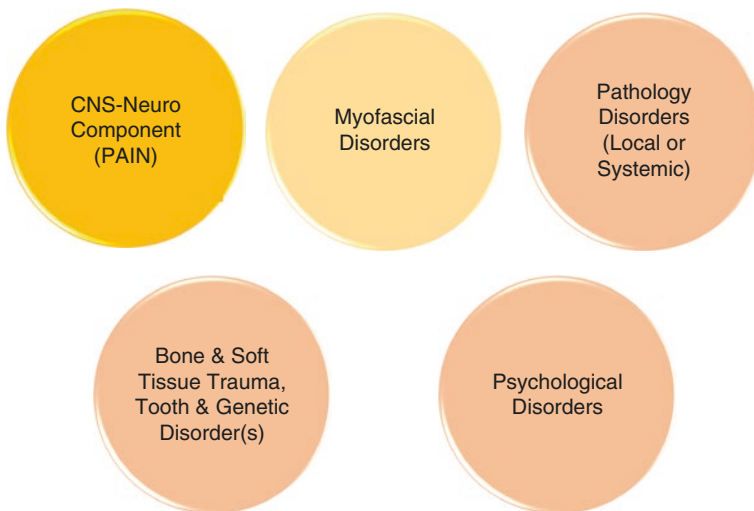 CNS-Neuro
Component
(PAIN)
Myofascial
Disorders
Pathology
Disorders
(Local or
Systemic)
Bone & Soft
Tissue Trauma,
Tooth & Genetic
Disorder(s)
Psychological
Disorders